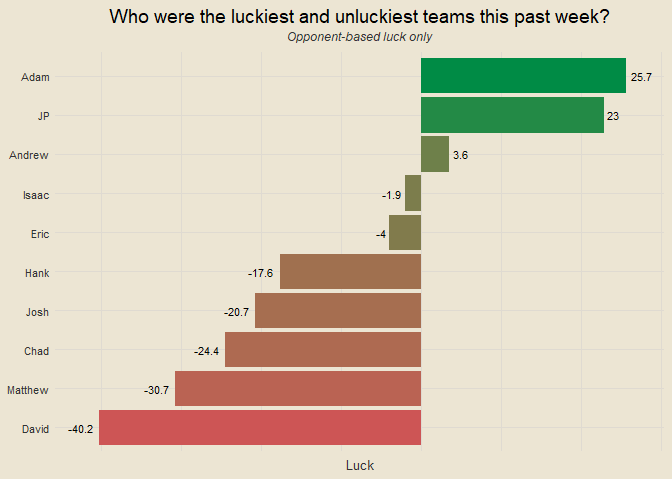 Who were the luckiest and unluckiest teams this past week?
Opponent-based luck only
Adam 25.7
JP 23
Andrew 3.6
Isaac -1.9
Eric -4
Hank -17.6
Josh -20.7
Chad -24.4
Matthew -30.7
David -40.2
Luck